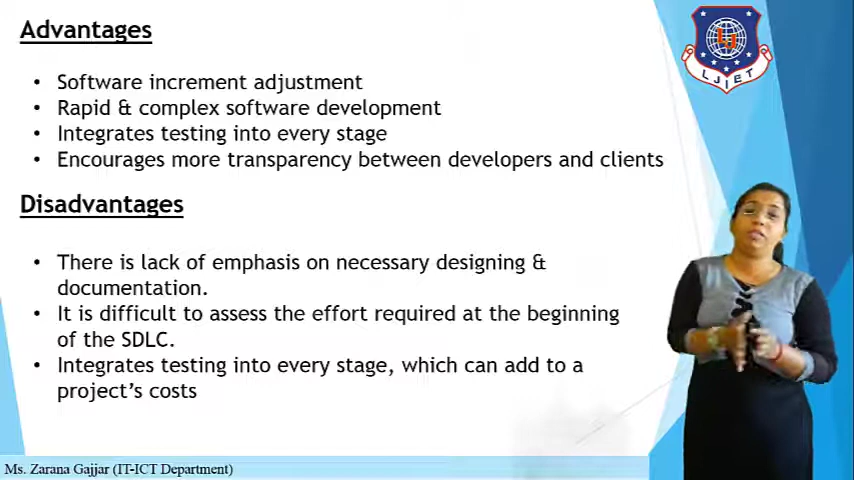 Advantages
LJIET
• Software increment adjustment
• Rapid & complex software development
• Integrates testing into every stage
• Encourages more transparency between developers and clients
Disadvantages
• There is lack of emphasis on necessary designing &
documentation.
• It is difficult to assess the effort required at the beginning
of the SDLC.
• Integrates testing into every stage, which can add to a
project’s costs
Ms. Zarana Gajjar (IT-ICT Department)